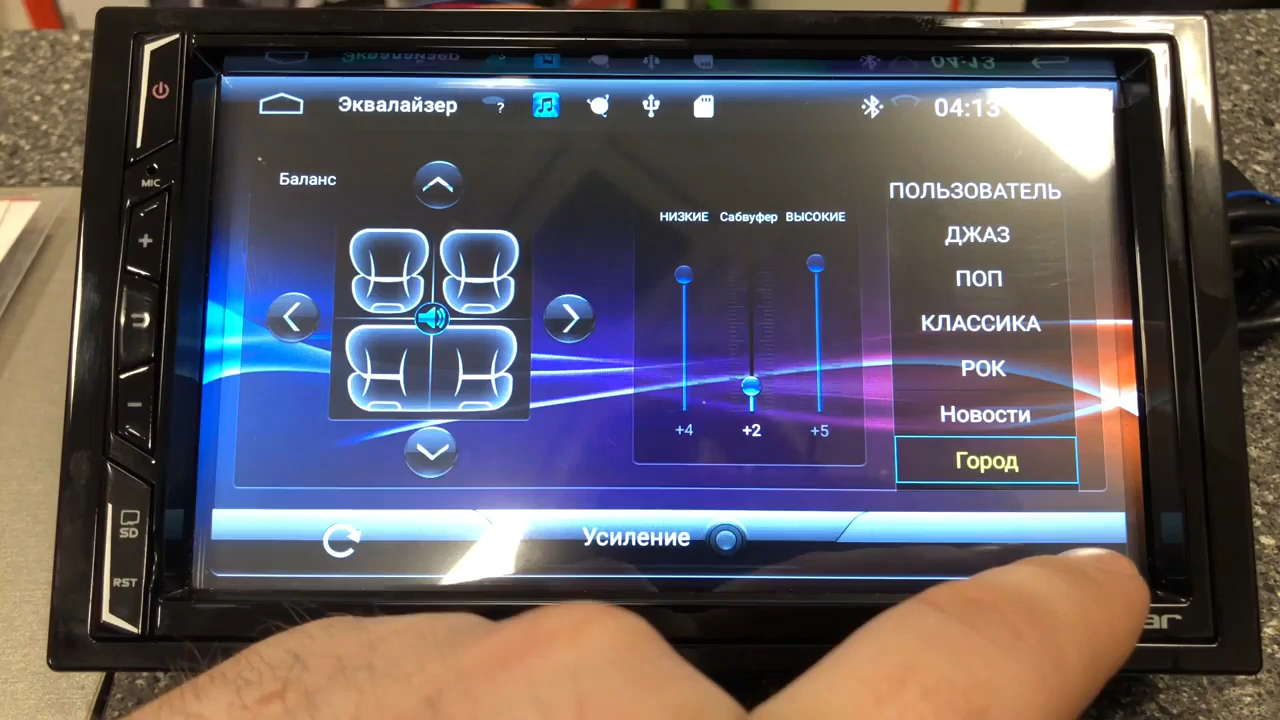 Эквалайзер ? 04:13
Баланс
НИЗКИЕ Сабвуфер ВЫСОКИЕ
+4 +2 +5
ПОЛЬЗОВАТЕЛЬ
ДЖАЗ
ПОП
КЛАССИКА
РОК
Новости
Город
Усиление
MIC
+
-
SD
RST
ar